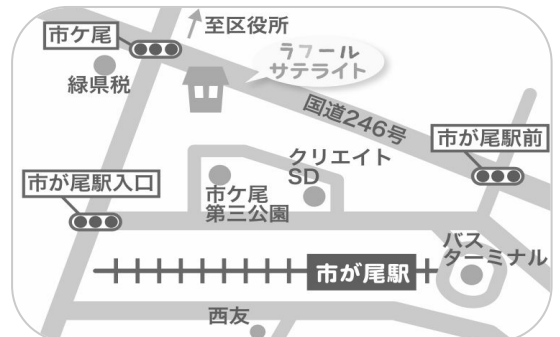 至区役所
市ケ尾
ラフール
サテライト
緑県税
国道246号
市が尾駅前
クリエイト
SD
市が尾駅入口
市ケ尾
第三公園
バス
ターミナル
市が尾駅
西友